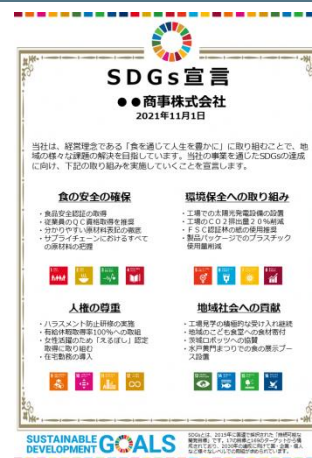 SDGs宣言
●●商事株式会社
2021年11月1日
当社は、経営理念である「食を通じて人生を豊かに」に取り組むことで、地
域の様々な課題の解決を目指しています。当社の事業を通じたSDGsの達成
に向け、下記の取り組みを実施していくことを宣言します。
食の安全の確保
・食品安全認証の取得
・従業員のQC資格取得を推奨
・分かりやすい原材料表記の徹底
・サプライチェーンにおけるすべて
の原材料の把握
環境保全への取り組み
・工場での太陽光発電設備の設置
・工場のCO2排出量20%削減
・FSC認証林の紙の使用推奨
・製品パッケージでのプラスチック
使用量削減
人権の尊重
・ハラスメント防止研修の実施
・有給休暇取得率100%への取組
・女性活躍のため「えるぼし」認定
取得に取り組む
・在宅勤務の導入
地域社会への貢献
・工場見学の積極的な受け入れ継続
・地域のこども食堂への食材寄付
・茨城ロボッツへの協賛
・水戸黄門まつりでの食の展示ブー
ス設置
SUSTAINABLE
DEVELOPMENT GOALS